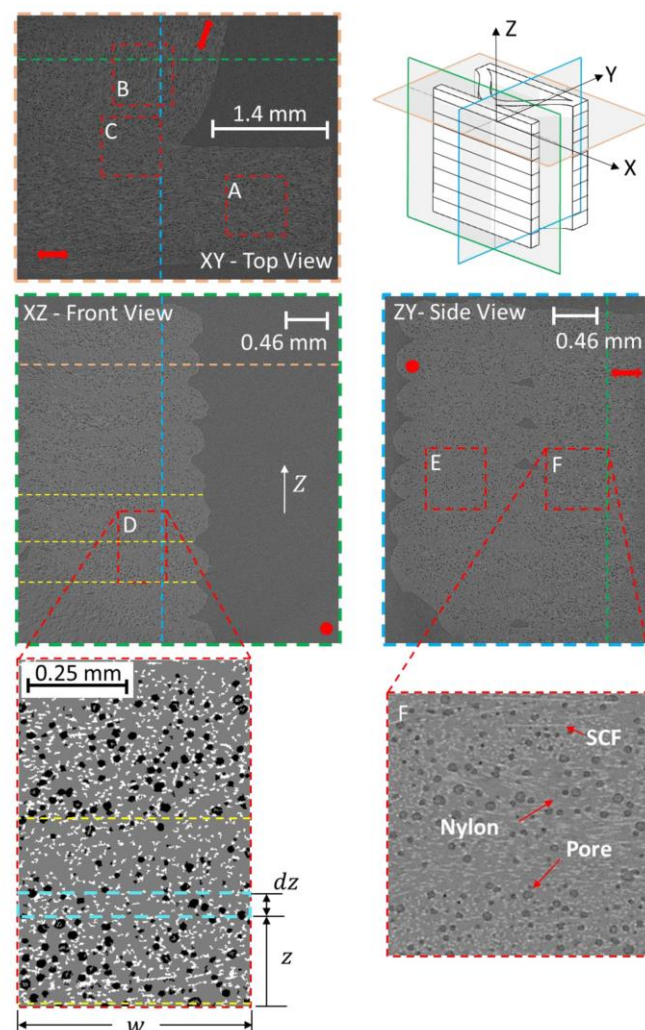 B
C
1.4 mm
A
XY - Top View
Z
Y
X
XZ - Front View
0.46 mm
Z
D
ZY- Side View
0.46 mm
E
F
0.25 mm
dz
z
w
F
SCF
Nylon
Pore